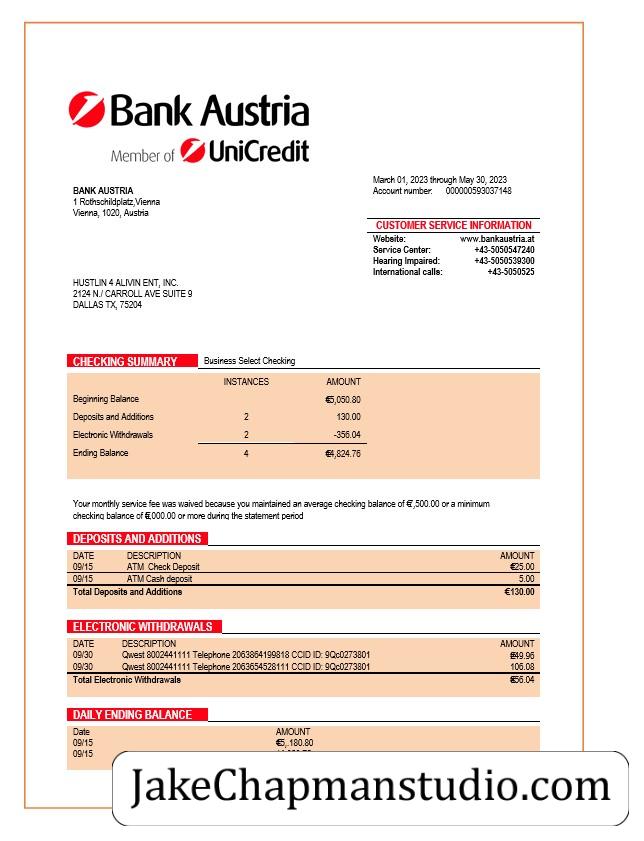 Bank Austria
Member of UniCredit
March 01, 2023 through May 30, 2023
Account number: 000000593037148
BANK AUSTRIA
1 Rothschildplatz,Vienna
Vienna, 1020, Austria
CUSTOMER SERVICE INFORMATION
Website: www.bankaustria.at
Service Center: +43-5050547240
Hearing Impaired: +43-5050539300
International calls: +43-5050525
HUSTLIN 4 ALIVIN ENT, INC.
2124 N./ CARROLL AVE SUITE 9
DALLAS TX, 75204
CHECKING SUMMARY Business Select Checking
INSTANCES AMOUNT
Beginning Balance €5,050.80
Deposits and Additions 2 130.00
Electronic Withdrawals 2 -356.04
Ending Balance 4 €4,824.76
Your monthly service fee was waived because you maintained an average checking balance of €7,500.00 or a minimum
checking balance of €,000.00 or more during the statement period
DEPOSITS AND ADDITIONS
DATE DESCRIPTION AMOUNT
09/15 ATM Check Deposit €25.00
09/15 ATM Cash deposit 5.00
Total Deposits and Additions €130.00
ELECTRONIC WITHDRAWALS
DATE DESCRIPTION AMOUNT
09/30 Qwest 8002441111 Telephone 2063864199818 CCID ID: 9Qc0273801 €49.96
09/30 Qwest 8002441111 Telephone 2063654528111 CCID ID: 9Qc0273801 106.08
Total Electronic Withdrawals €56.04
DAILY ENDING BALANCE
Date AMOUNT
09/15 €5,.180.80
09/15
JakeChapmanstudio.com